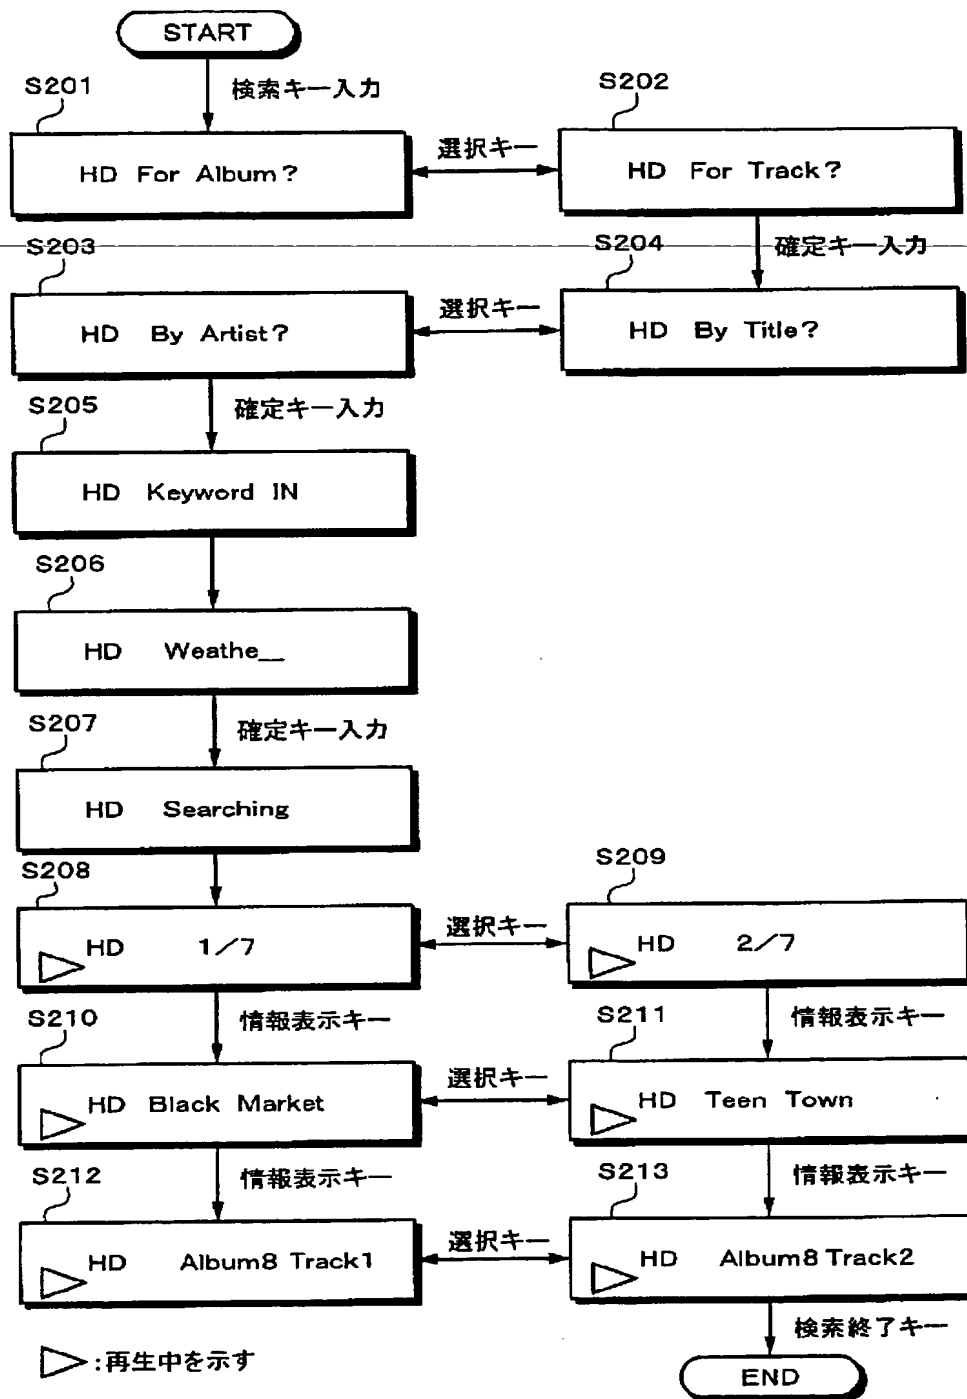 START
検索キー入力
S201
S202
HD For Album?
選択キー
HD For Track?
S203
S204
確定キー入力
HD By Artist?
選択キー
HD By Title?
S205
確定キー入力
HD Keyword IN
S206
HD Weathe__
S207
確定キー入力
HD Searching
S208
S209
HD 1/7
選択キー
HD 2/7
S210
情報表示キー
S211
情報表示キー
HD Black Market
選択キー
HD Teen Town
S212
情報表示キー
S213
情報表示キー
HD Album8 Track1
選択キー
HD Album8 Track2
検索終了キー
▷:再生中を示す
END